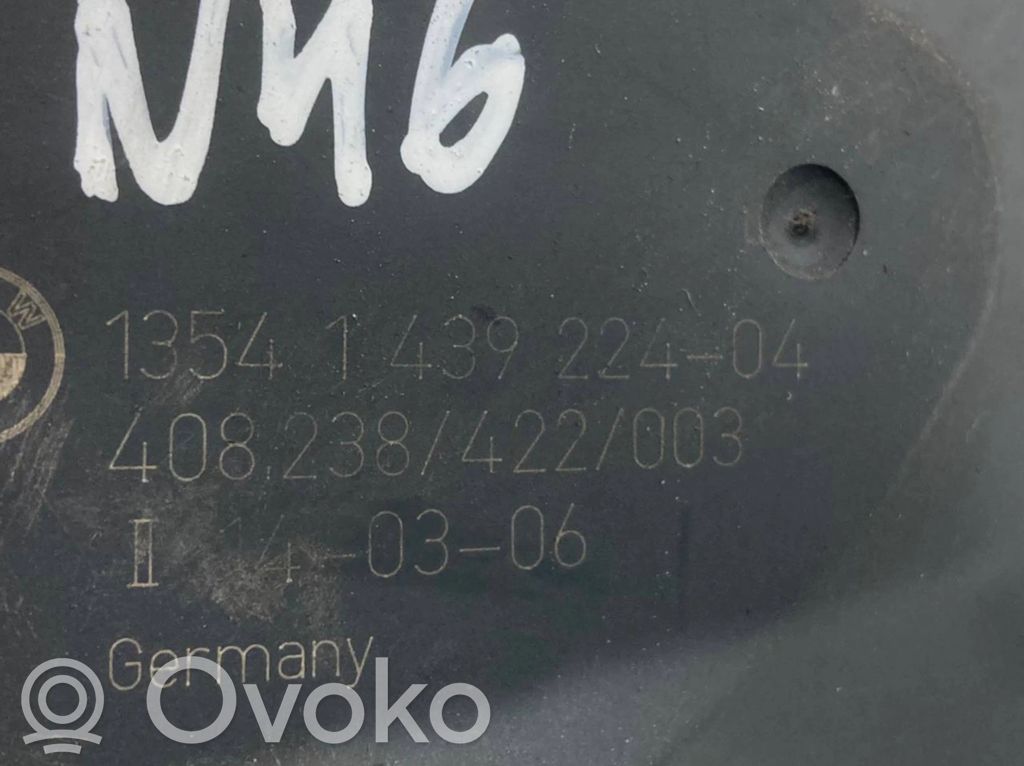 N46
W
1354 1 439 224-04
408.238/422/003
II 14-03-06
Germany
Ovoko